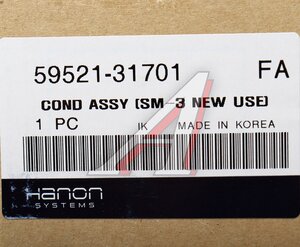 59521-31701 FA
COND ASSY (SM-3 NEW USE)
1 PC IK MADE IN KOREA
Hanon
SYSTEMS